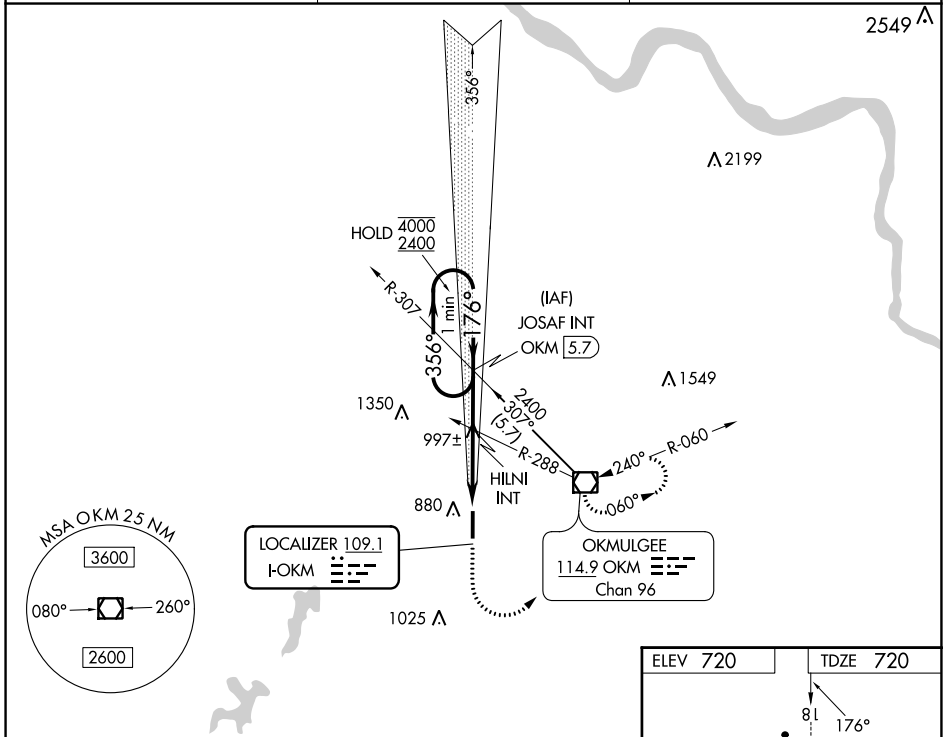 2549
356°
2199
HOLD 4000
2400
R-307
1 min
176°
356°
(IAF)
JOSAF INT
OKM 5.7
1549
2400
307°
(5.7)
1350
997±
R-288
HILNI
INT
240°
R-060
060°
880
MSA OKM 25 NM
3600
080°
260°
2600
LOCALIZER 109.1
I-OKM
OKMULGEE
114.9 OKM
Chan 96
1025
ELEV 720
TDZE 720
18
176°